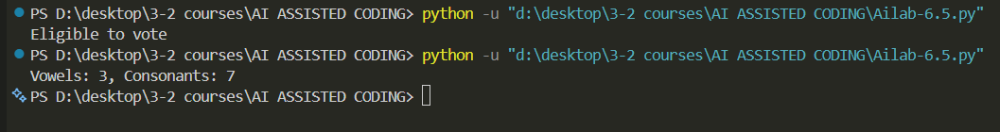 PS D:\desktop\3-2 courses\AI ASSISTED CODING> python -u "d:\desktop\3-2 courses\AI ASSISTED CODING\Ailab-6.5.py"
Eligible to vote
PS D:\desktop\3-2 courses\AI ASSISTED CODING> python -u "d:\desktop\3-2 courses\AI ASSISTED CODING\Ailab-6.5.py"
Vowels: 3, Consonants: 7
PS D:\desktop\3-2 courses\AI ASSISTED CODING>